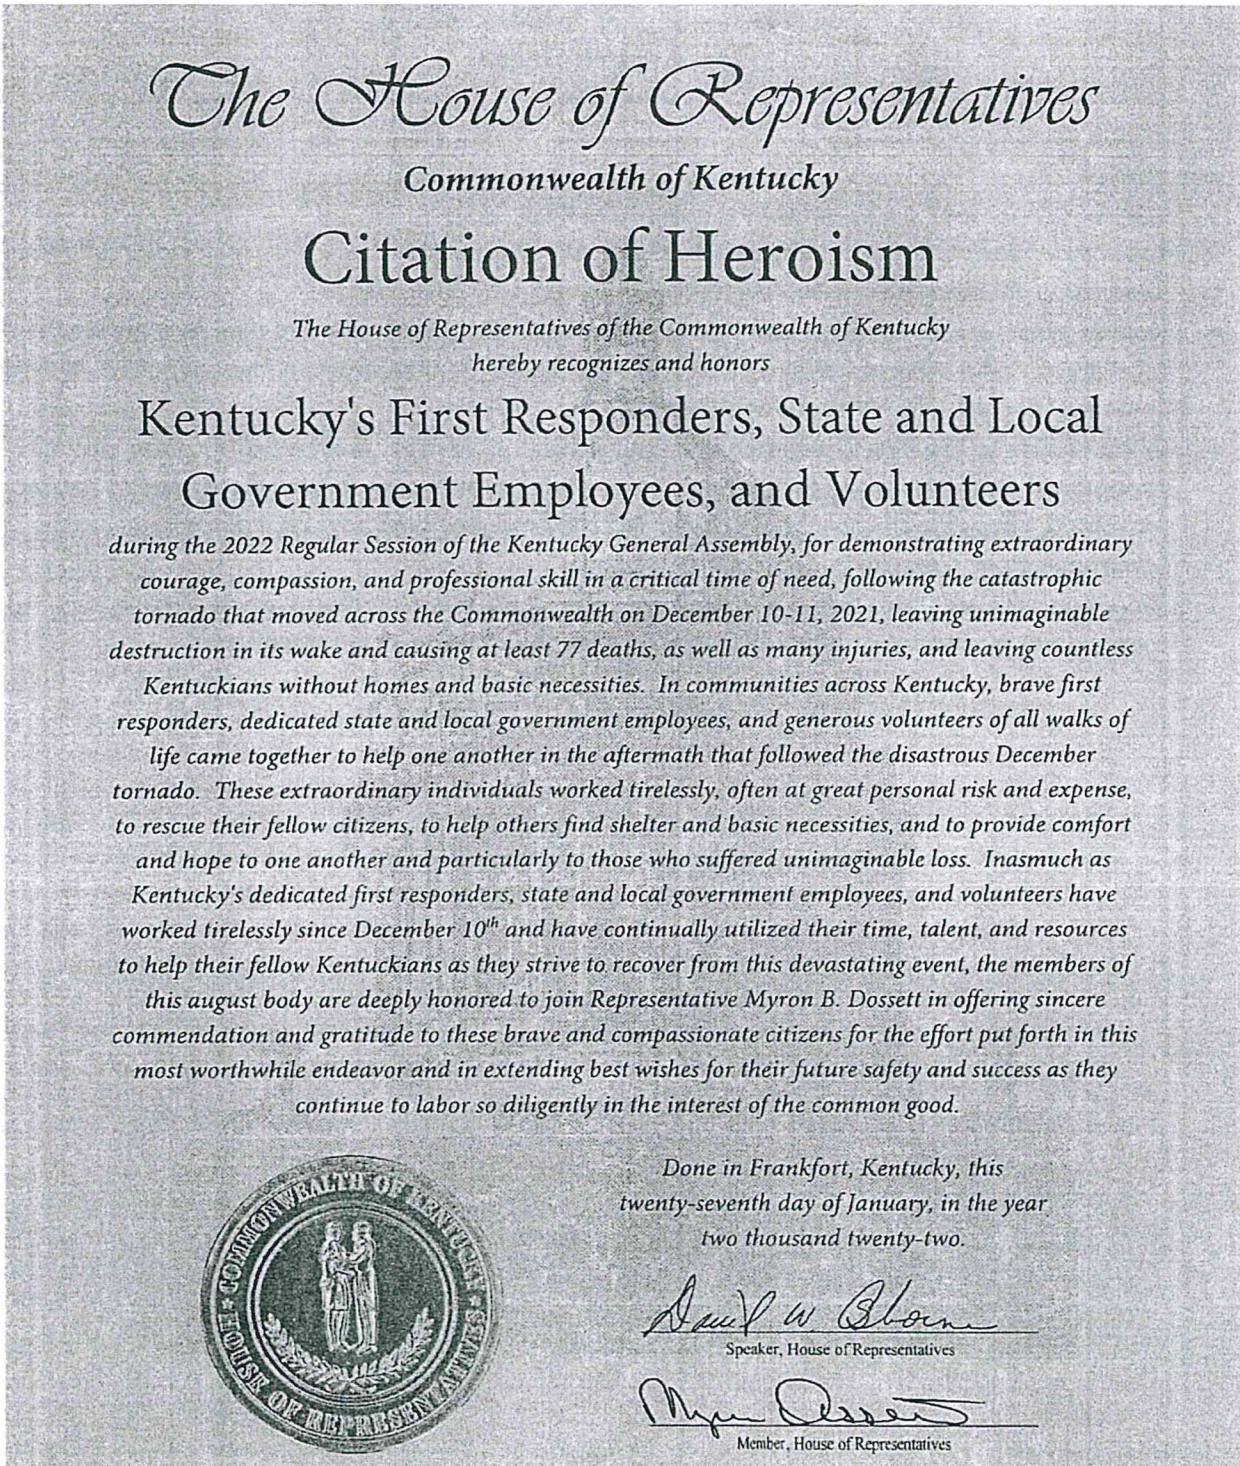 The House of Representatives
Commonwealth of Kentucky
Citation of Heroism
The House of Representatives of the Commonwealth of Kentucky
hereby recognizes and honors
Kentucky's First Responders, State and Local
Government Employees, and Volunteers
during the 2022 Regular Session of the Kentucky General Assembly, for demonstrating extraordinary
courage, compassion, and professional skill in a critical time of need, following the catastrophic
tornado that moved across the Commonwealth on December 10-11, 2021, leaving unimaginable
destruction in its wake and causing at least 77 deaths, as well as many injuries, and leaving countless
Kentuckians without homes and basic necessities. In communities across Kentucky, brave first
responders, dedicated state and local government employees, and generous volunteers of all walks of
life came together to help one another in the aftermath that followed the disastrous December
tornado. These extraordinary individuals worked tirelessly, often at great personal risk and expense,
to rescue their fellow citizens, to help others find shelter and basic necessities, and to provide comfort
and hope to one another and particularly to those who suffered unimaginable loss. Inasmuch as
Kentucky's dedicated first responders, state and local government employees, and volunteers have
worked tirelessly since December 10th and have continually utilized their time, talent, and resources
to help their fellow Kentuckians as they strive to recover from this devastating event, the members of
this august body are deeply honored to join Representative Myron B. Dossett in offering sincere
commendation and gratitude to these brave and compassionate citizens for the effort put forth in this
most worthwhile endeavor and in extending best wishes for their future safety and success as they
continue to labor so diligently in the interest of the common good.
Done in Frankfort, Kentucky, this
twenty-seventh day of January, in the year
two thousand twenty-two.
COMMONWEALTH OF KENTUCKY
HOUSE OF REPRESENTATIVES
David W. Osborne
Speaker, House of Representatives
Myron Dossett
Member, House of Representatives